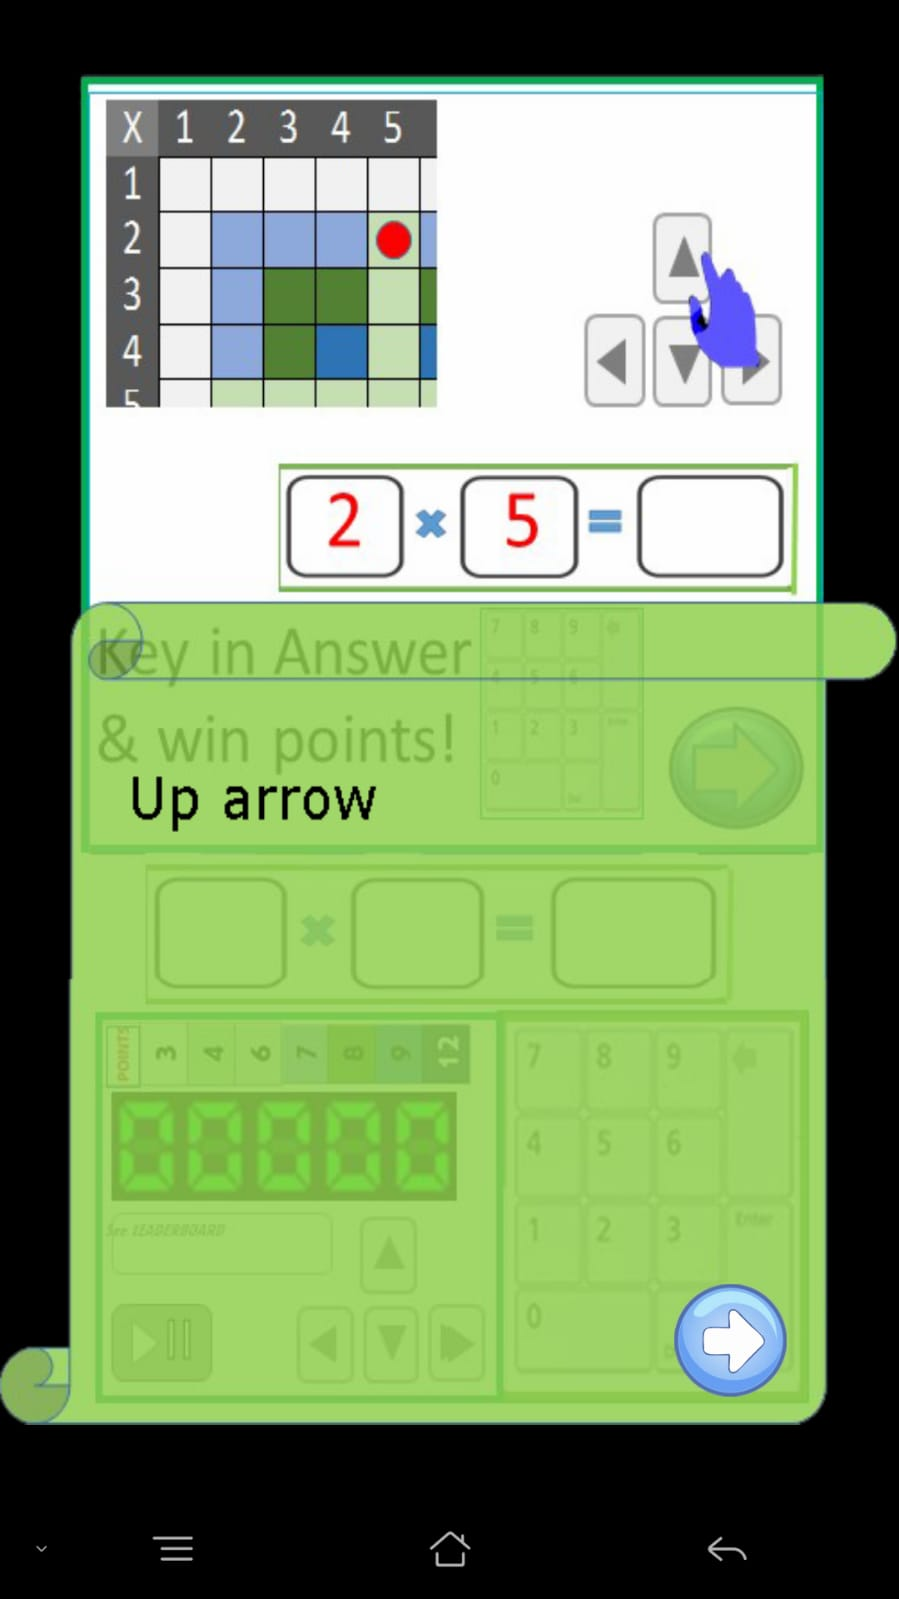 X 1 2 3 4 5
1
2
3
4
5
2 × 5 =
Key in Answer
& win points!
7 8 9
4 5 6
1 2 3
0
Up arrow
× =
POINTS 3 4 6 7 8 9 12
88888
See LEADERBOARD
7 8 9
4 5 6
1 2 3 Enter
0